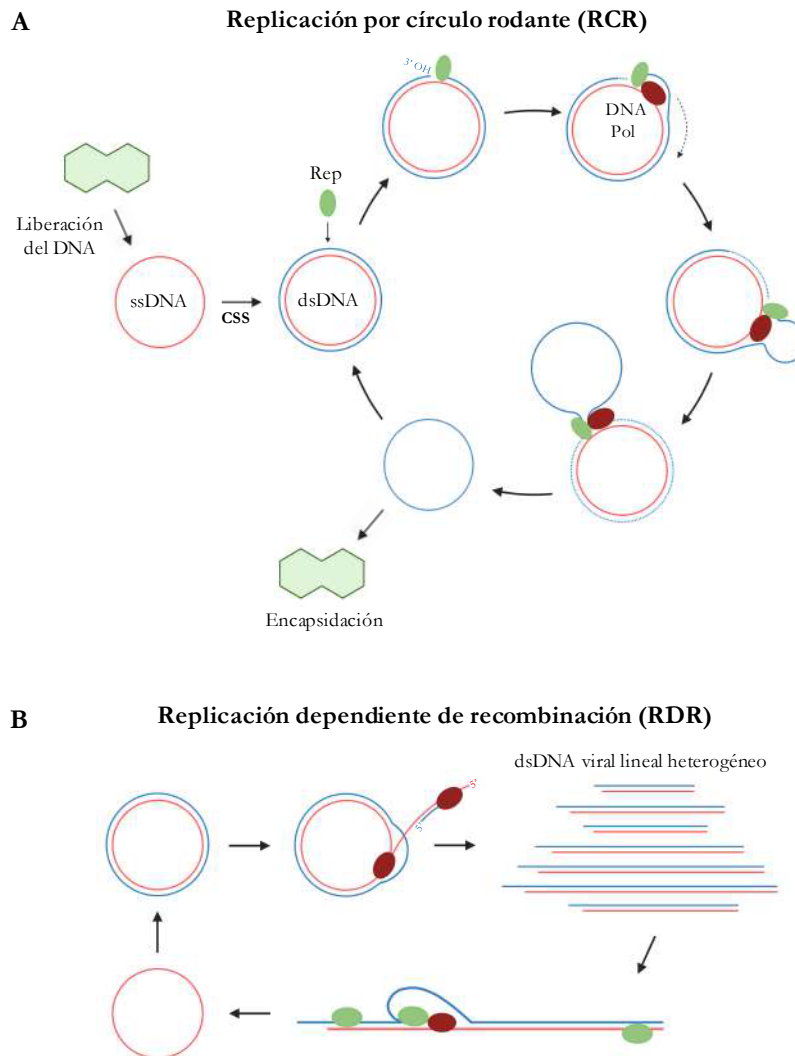 A
Replicación por círculo rodante (RCR)
3' OH
DNA
Pol
Rep
Liberación
del DNA
ssDNA
CSS
dsDNA
Encapsidación
B
Replicación dependiente de recombinación (RDR)
dsDNA viral lineal heterogéneo
5'
5'